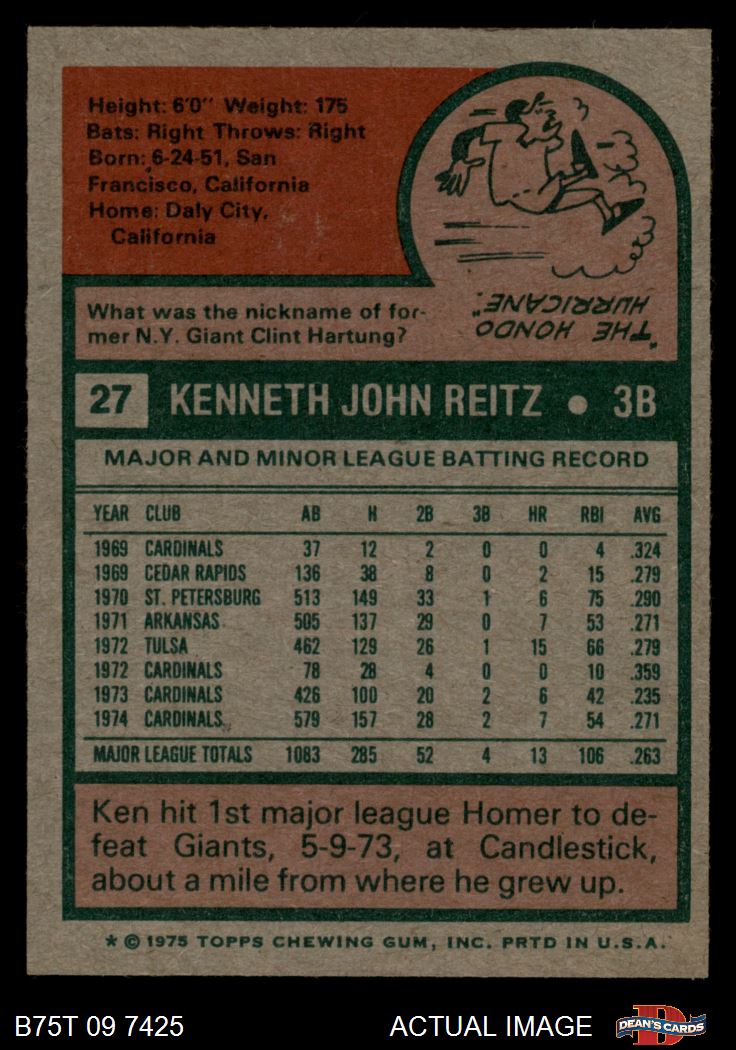 Height: 6'0" Weight: 175
Bats: Right Throws: Right
Born: 6-24-51, San
Francisco, California
Home: Daly City,
California
What was the nickname of for-
mer N.Y. Giant Clint Hartung?
"THE HONDO
HURRICANE."
27 KENNETH JOHN REITZ • 3B
MAJOR AND MINOR LEAGUE BATTING RECORD
YEAR CLUB AB H 2B 3B HR RBI AVG
1969 CARDINALS 37 12 2 0 0 4 .324
1969 CEDAR RAPIDS 136 38 8 0 2 15 .279
1970 ST. PETERSBURG 513 149 33 1 6 75 .290
1971 ARKANSAS 505 137 29 0 7 53 .271
1972 TULSA 462 129 26 1 15 66 .279
1972 CARDINALS 78 28 4 0 0 10 .359
1973 CARDINALS 426 100 20 2 6 42 .235
1974 CARDINALS 579 157 28 2 7 54 .271
MAJOR LEAGUE TOTALS 1083 285 52 4 13 106 .263
Ken hit 1st major league Homer to de-
feat Giants, 5-9-73, at Candlestick,
about a mile from where he grew up.
* © 1975 TOPPS CHEWING GUM, INC. PRTD IN U.S.A.
B75T 09 7425 ACTUAL IMAGE
D
DEAN'S CARDS